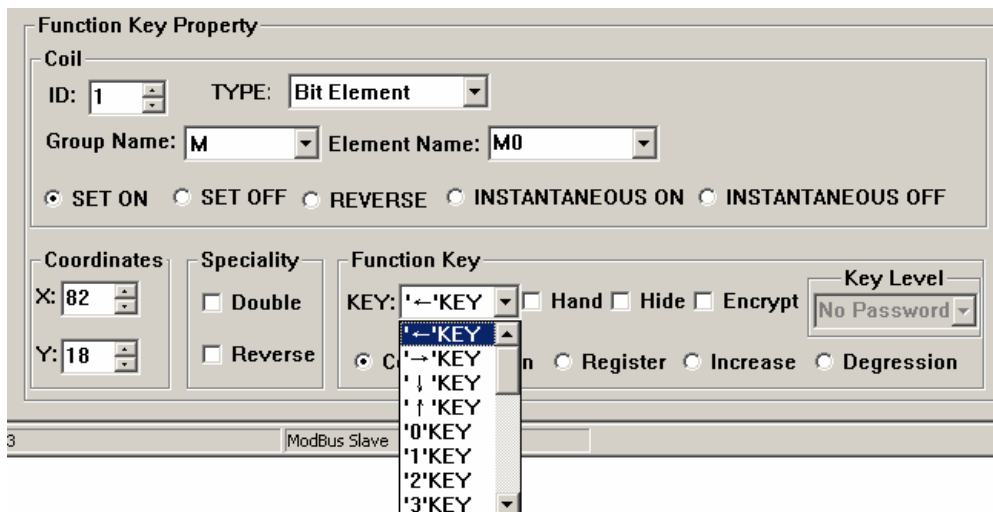 Function Key Property
Coil
ID: 1 TYPE: Bit Element
Group Name: M Element Name: M0
SET ON SET OFF REVERSE INSTANTANEOUS ON INSTANTANEOUS OFF
Coordinates Speciality Function Key
Key Level
X: 82 Double KEY: '←'KEY Hand Hide Encrypt No Password
'←'KEY
Y: 18 Reverse '→'KEY Register Increase Degression
'↓'KEY
'↑'KEY
3 ModBus Slave '0'KEY
'1'KEY
'2'KEY
'3'KEY